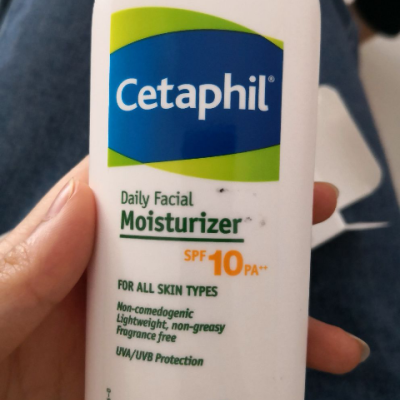 Cetaphil®
Daily Facial
Moisturizer
SPF 10 PA++
FOR ALL SKIN TYPES
Non-comedogenic
Lightweight, non-greasy
Fragrance free
UVA/UVB Protection